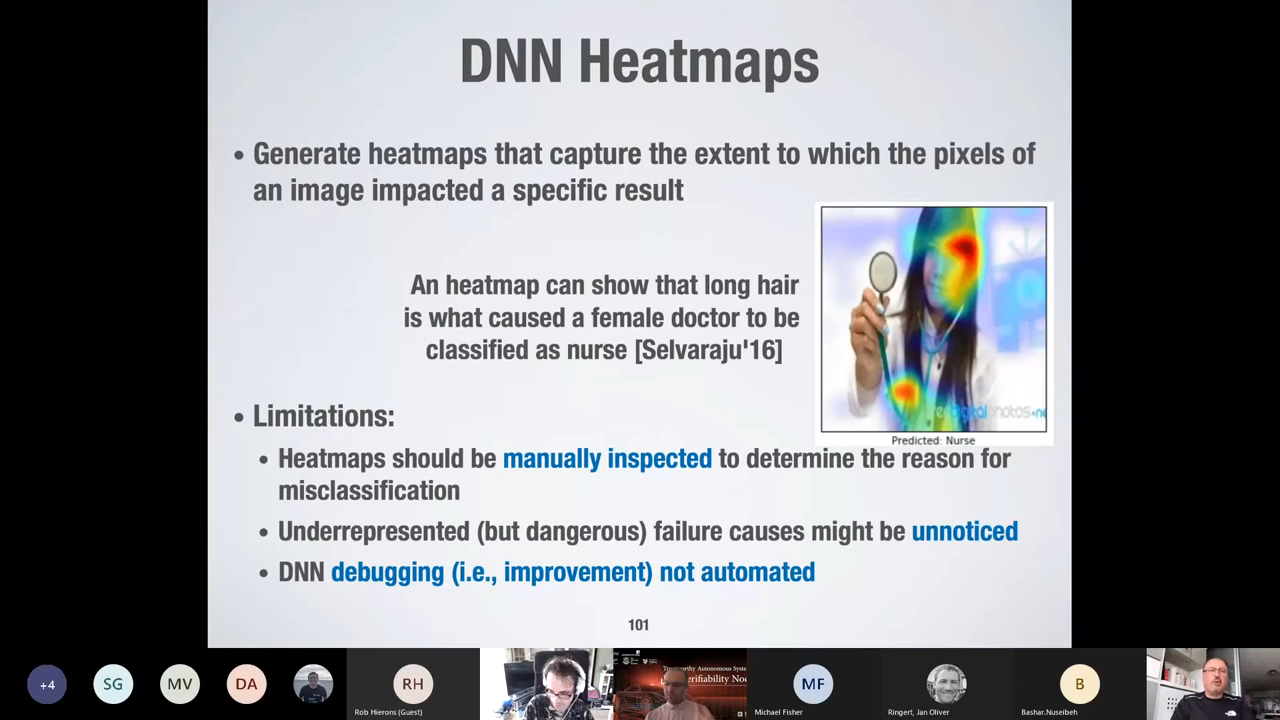 DNN Heatmaps
• Generate heatmaps that capture the extent to which the pixels of
an image impacted a specific result
An heatmap can show that long hair
is what caused a female doctor to be
classified as nurse [Selvaraju'16]
Predicted: Nurse
• Limitations:
• Heatmaps should be manually inspected to determine the reason for
misclassification
• Underrepresented (but dangerous) failure causes might be unnoticed
• DNN debugging (i.e., improvement) not automated
101
+4
SG
MV
DA
RH
Rob Hierons (Guest)
Autonomous Syste
erifiability No
MF
Michael Fisher
Ringert, Jan Oliver
B
Bashar.Nuseibeh